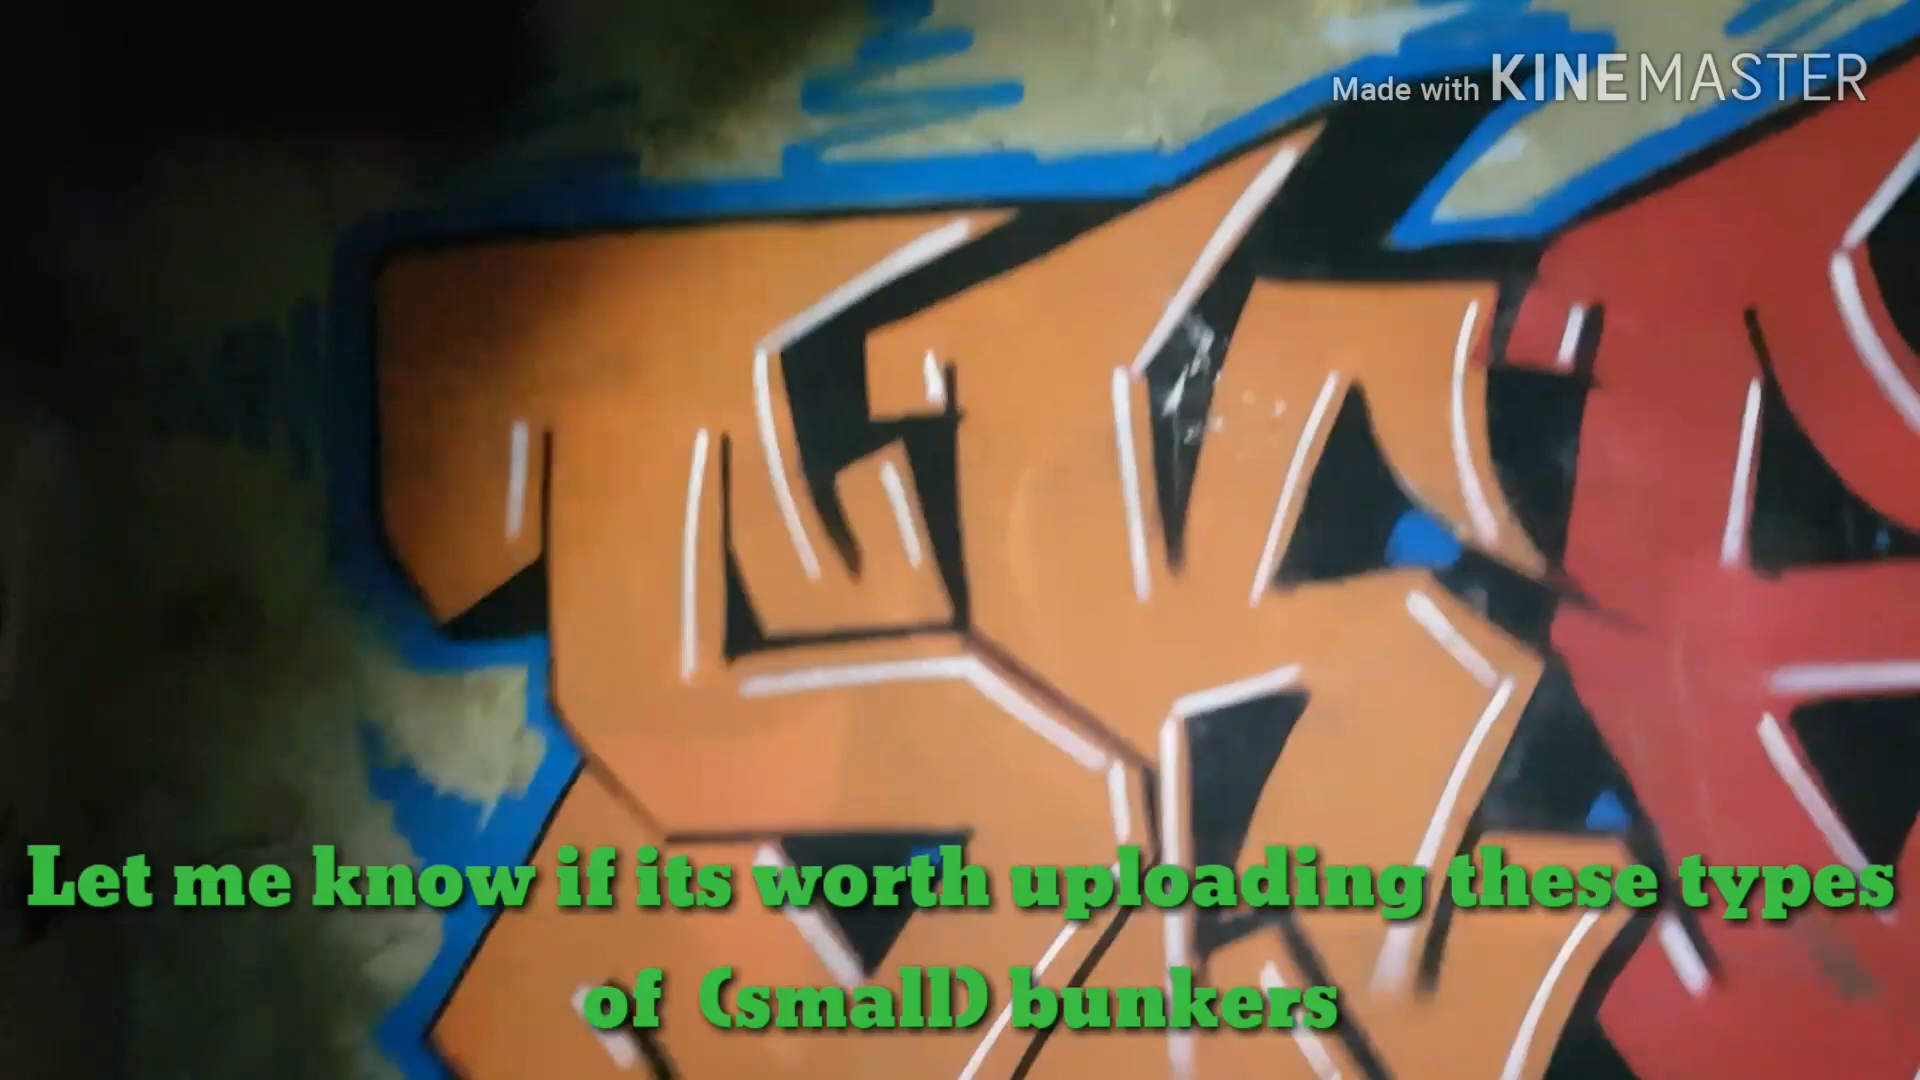 Made with KINEMASTER
Let me know if its worth uploading these types
of (small) bunkers